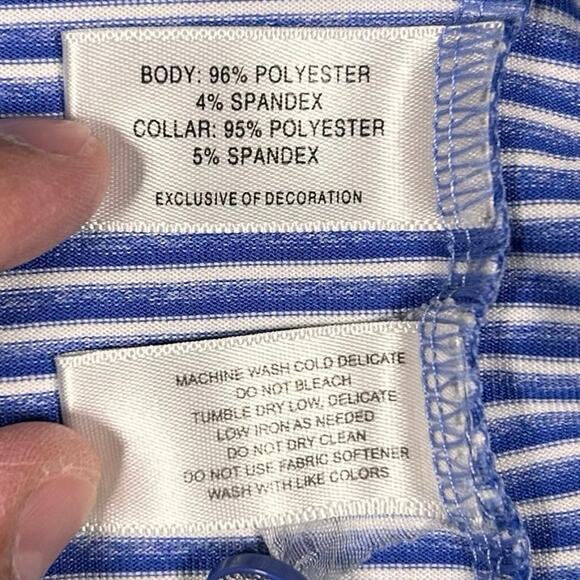 BODY: 96% POLYESTER
4% SPANDEX
COLLAR: 95% POLYESTER
5% SPANDEX
EXCLUSIVE OF DECORATION
MACHINE WASH COLD DELICATE
DO NOT BLEACH
TUMBLE DRY LOW, DELICATE
LOW IRON AS NEEDED
DO NOT DRY CLEAN
DO NOT USE FABRIC SOFTENER
WASH WITH LIKE COLORS